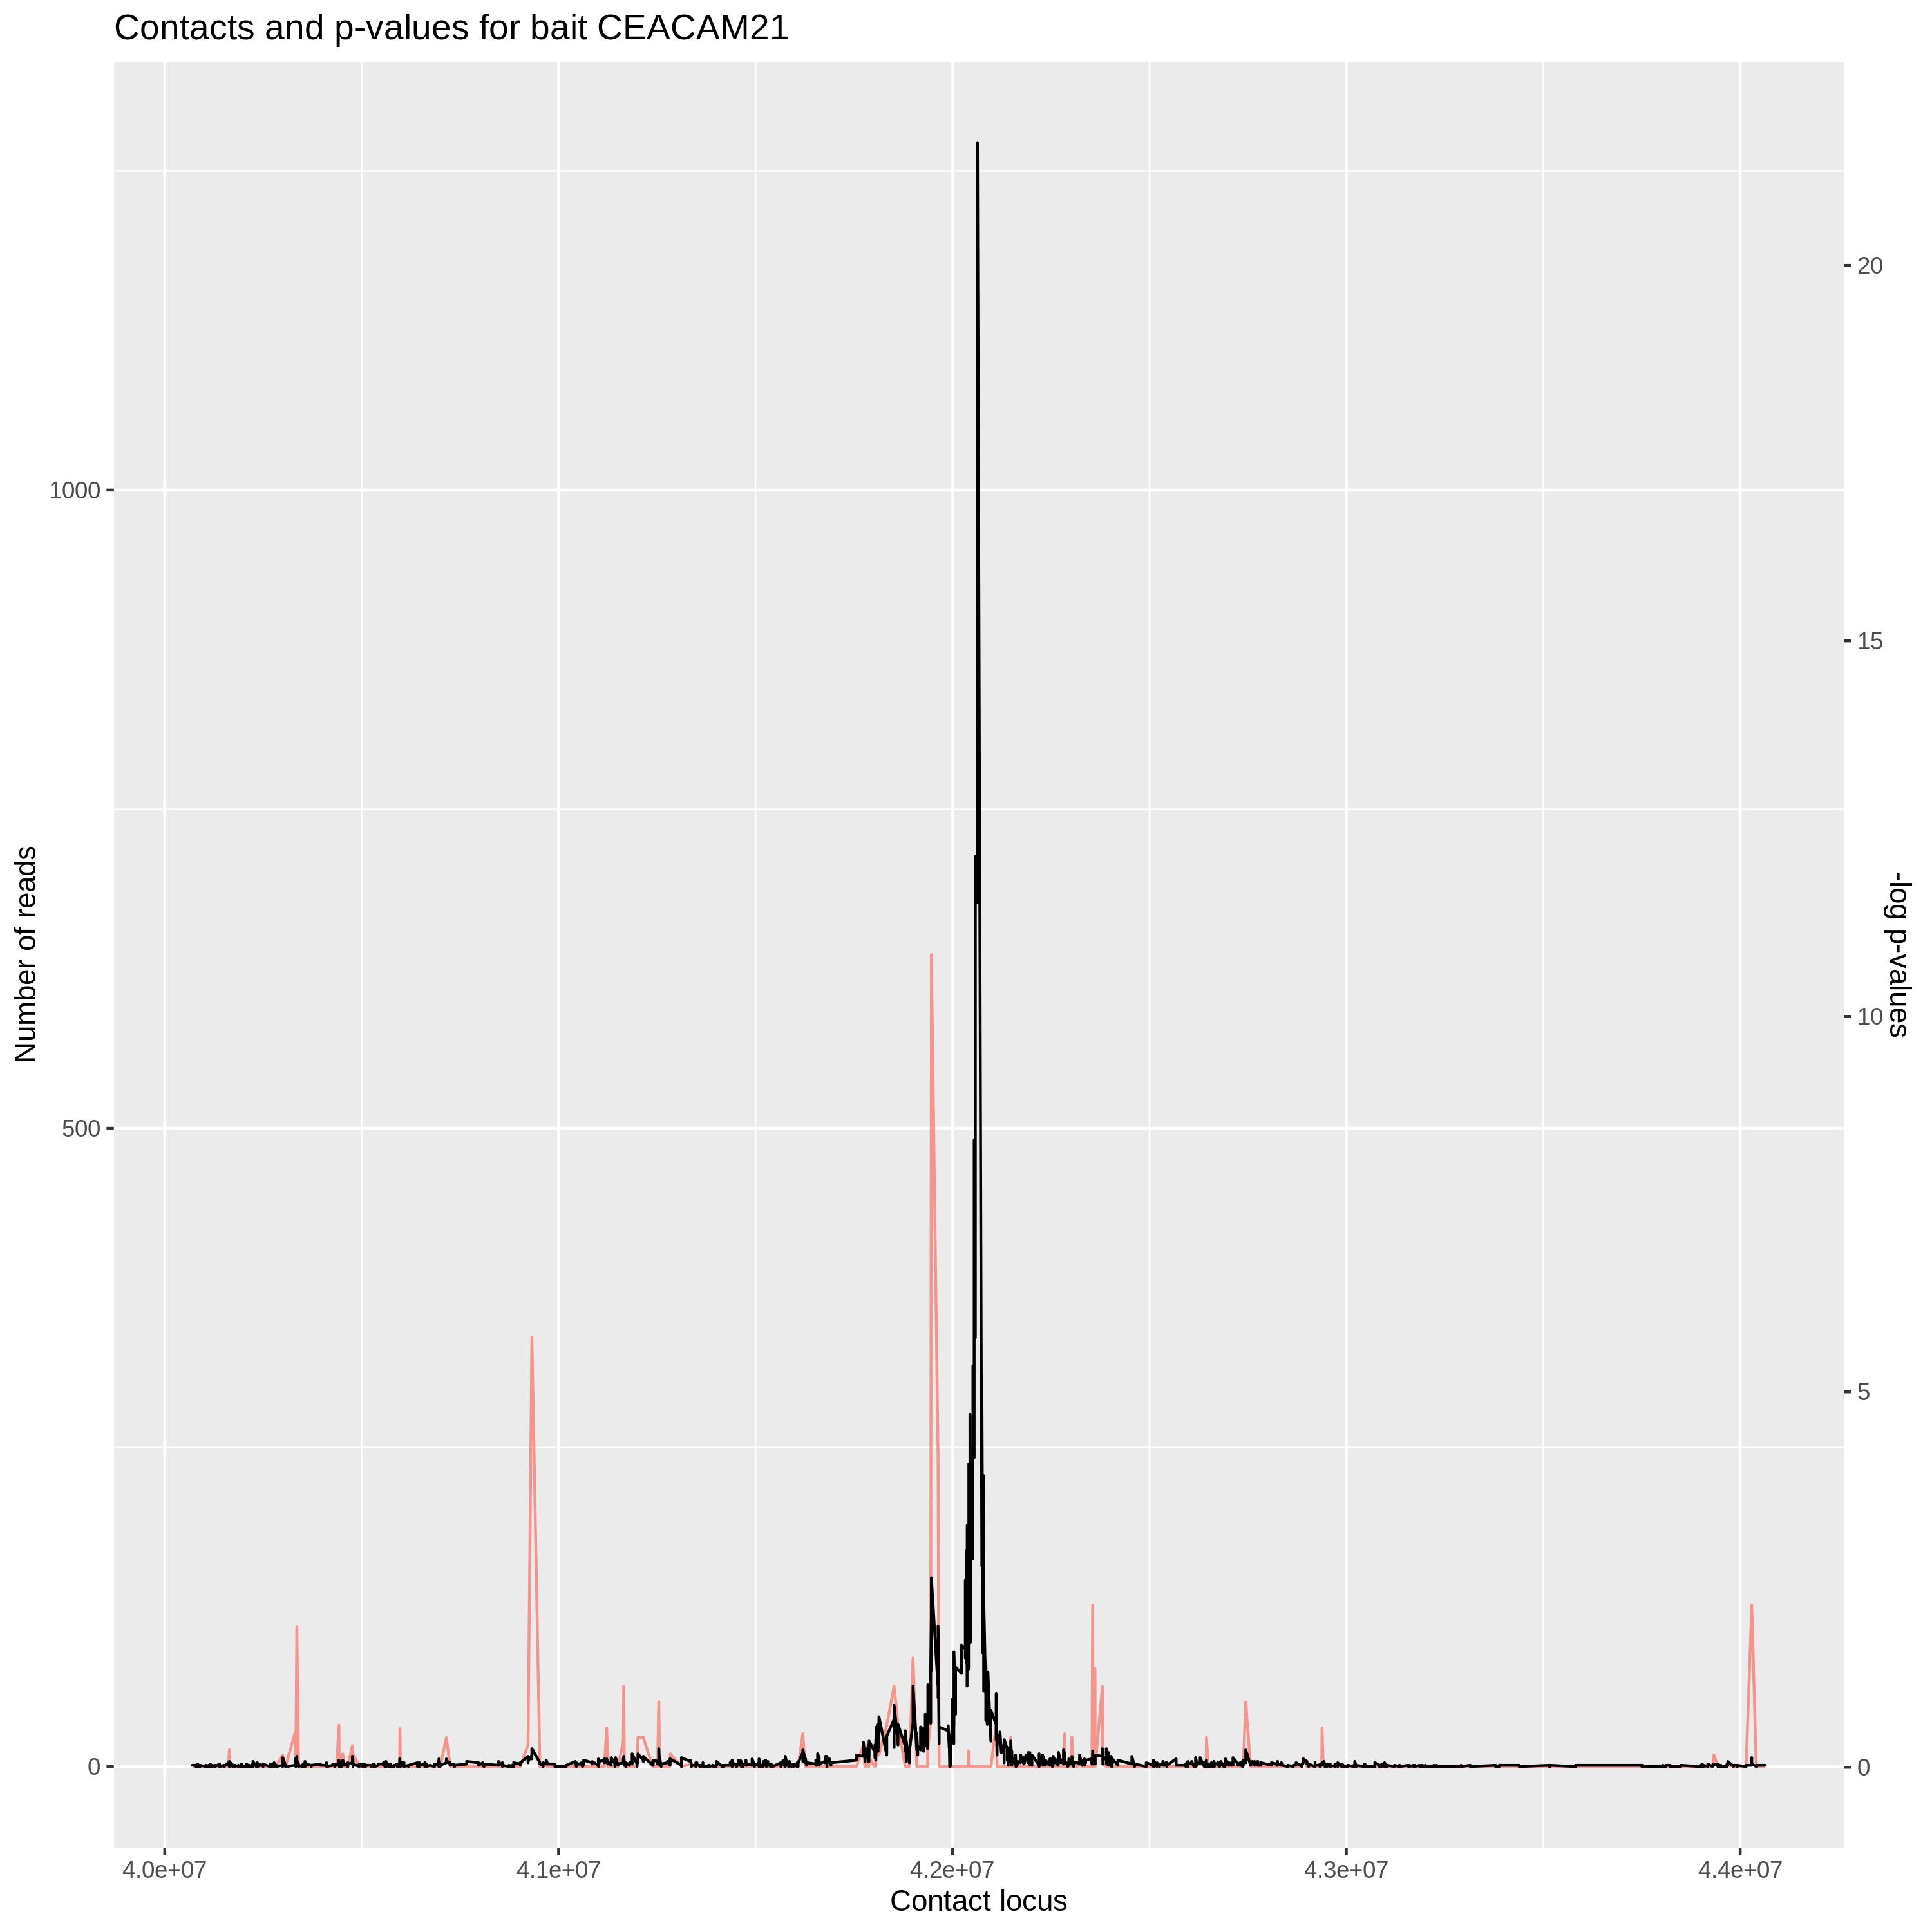 Contacts and p-values for bait CEACAM21
Number of reads
1000
500
0
20
15
10
5
0
-log p-values
4.0e+07
4.1e+07
4.2e+07
4.3e+07
4.4e+07
Contact locus